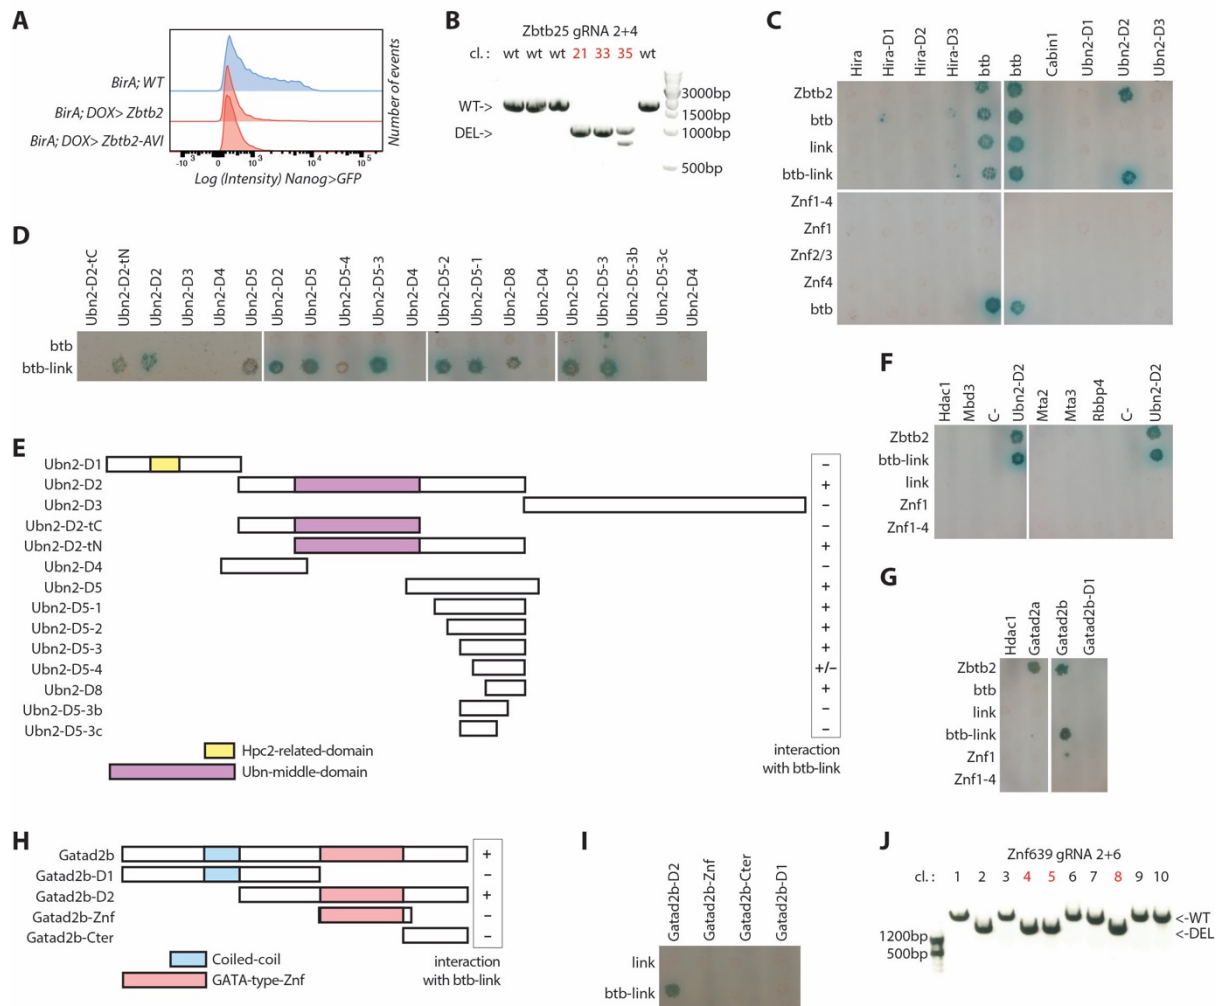 A
BirA; WT
BirA; DOX> Zbtb2
BirA; DOX> Zbtb2-AVI
Number of events
-10 3 0 10 3 10 4 10 5
Log (Intensity) Nanog>GFP
B
Zbtb25 gRNA 2+4
cl.: wt wt wt 21 33 35 wt
WT->
DEL->
3000bp
1500bp
1000bp
500bp
C
Hira
Hira-D1
Hira-D2
Hira-D3
btb
btb
Cabin1
Ubn2-D1
Ubn2-D2
Ubn2-D3
Zbtb2
btb
link
btb-link
Znf1-4
Znf1
Znf2/3
Znf4
btb
D
Ubn2-D2-tC
Ubn2-D2-tN
Ubn2-D2
Ubn2-D3
Ubn2-D4
Ubn2-D5
Ubn2-D2
Ubn2-D5
Ubn2-D5-4
Ubn2-D5-3
Ubn2-D4
Ubn2-D5-2
Ubn2-D5-1
Ubn2-D8
Ubn2-D4
Ubn2-D5
Ubn2-D5-3
Ubn2-D5-3b
Ubn2-D5-3c
Ubn2-D4
btb
btb-link
E
Ubn2-D1 –
Ubn2-D2 +
Ubn2-D3 –
Ubn2-D2-tC –
Ubn2-D2-tN +
Ubn2-D4 –
Ubn2-D5 +
Ubn2-D5-1 +
Ubn2-D5-2 +
Ubn2-D5-3 +
Ubn2-D5-4 +/–
Ubn2-D8 +
Ubn2-D5-3b –
Ubn2-D5-3c –
Hpc2-related-domain
Ubn-middle-domain
interaction
with btb-link
F
Hdac1
Mbd3
C-
Ubn2-D2
Mta2
Mta3
Rbbp4
C-
Ubn2-D2
Zbtb2
btb-link
link
Znf1
Znf1-4
G
Hdac1
Gatad2a
Gatad2b
Gatad2b-D1
Zbtb2
btb
link
btb-link
Znf1
Znf1-4
H
Gatad2b +
Gatad2b-D1 –
Gatad2b-D2 +
Gatad2b-Znf –
Gatad2b-Cter –
Coiled-coil
GATA-type-Znf
interaction
with btb-link
I
Gatad2b-D2
Gatad2b-Znf
Gatad2b-Cter
Gatad2b-D1
link
btb-link
J
Znf639 gRNA 2+6
cl.: 1 2 3 4 5 6 7 8 9 10
<-WT
<-DEL
1200bp
500bp